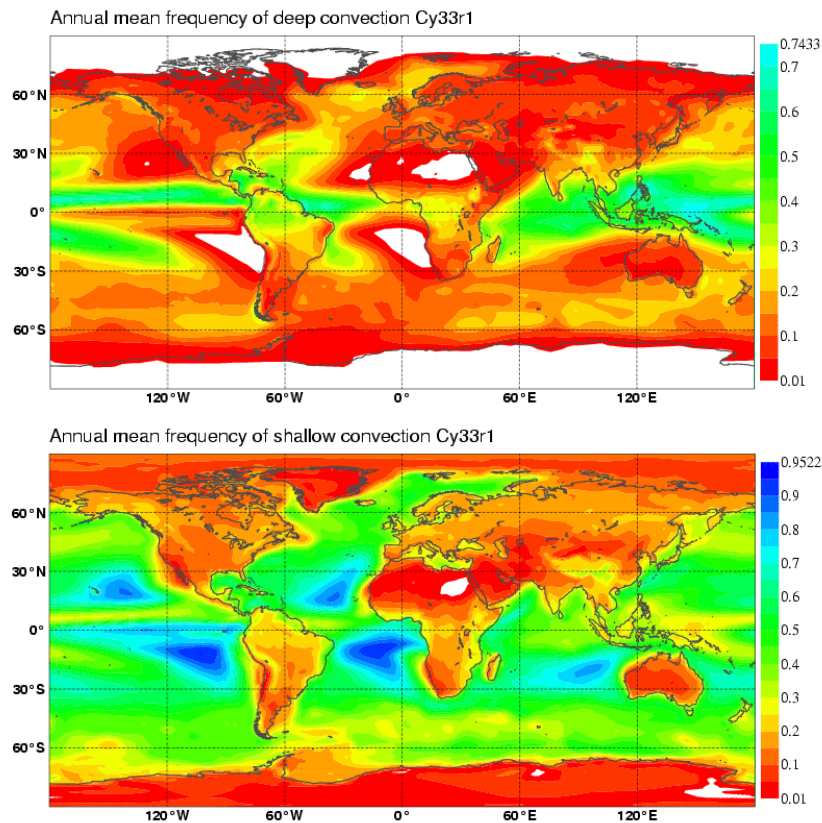 Annual mean frequency of deep convection Cy33r1
0.7433
0.7
60°N
0.6
0.5
30°N
0.4
0°
0.3
30°S
0.2
60°S
0.1
0.01
120°W 60°W 0° 60°E 120°E
Annual mean frequency of shallow convection Cy33r1
0.9522
0.9
60°N
0.8
0.7
30°N
0.6
0°
0.5
0.4
30°S
0.3
60°S
0.2
0.1
0.01
120°W 60°W 0° 60°E 120°E